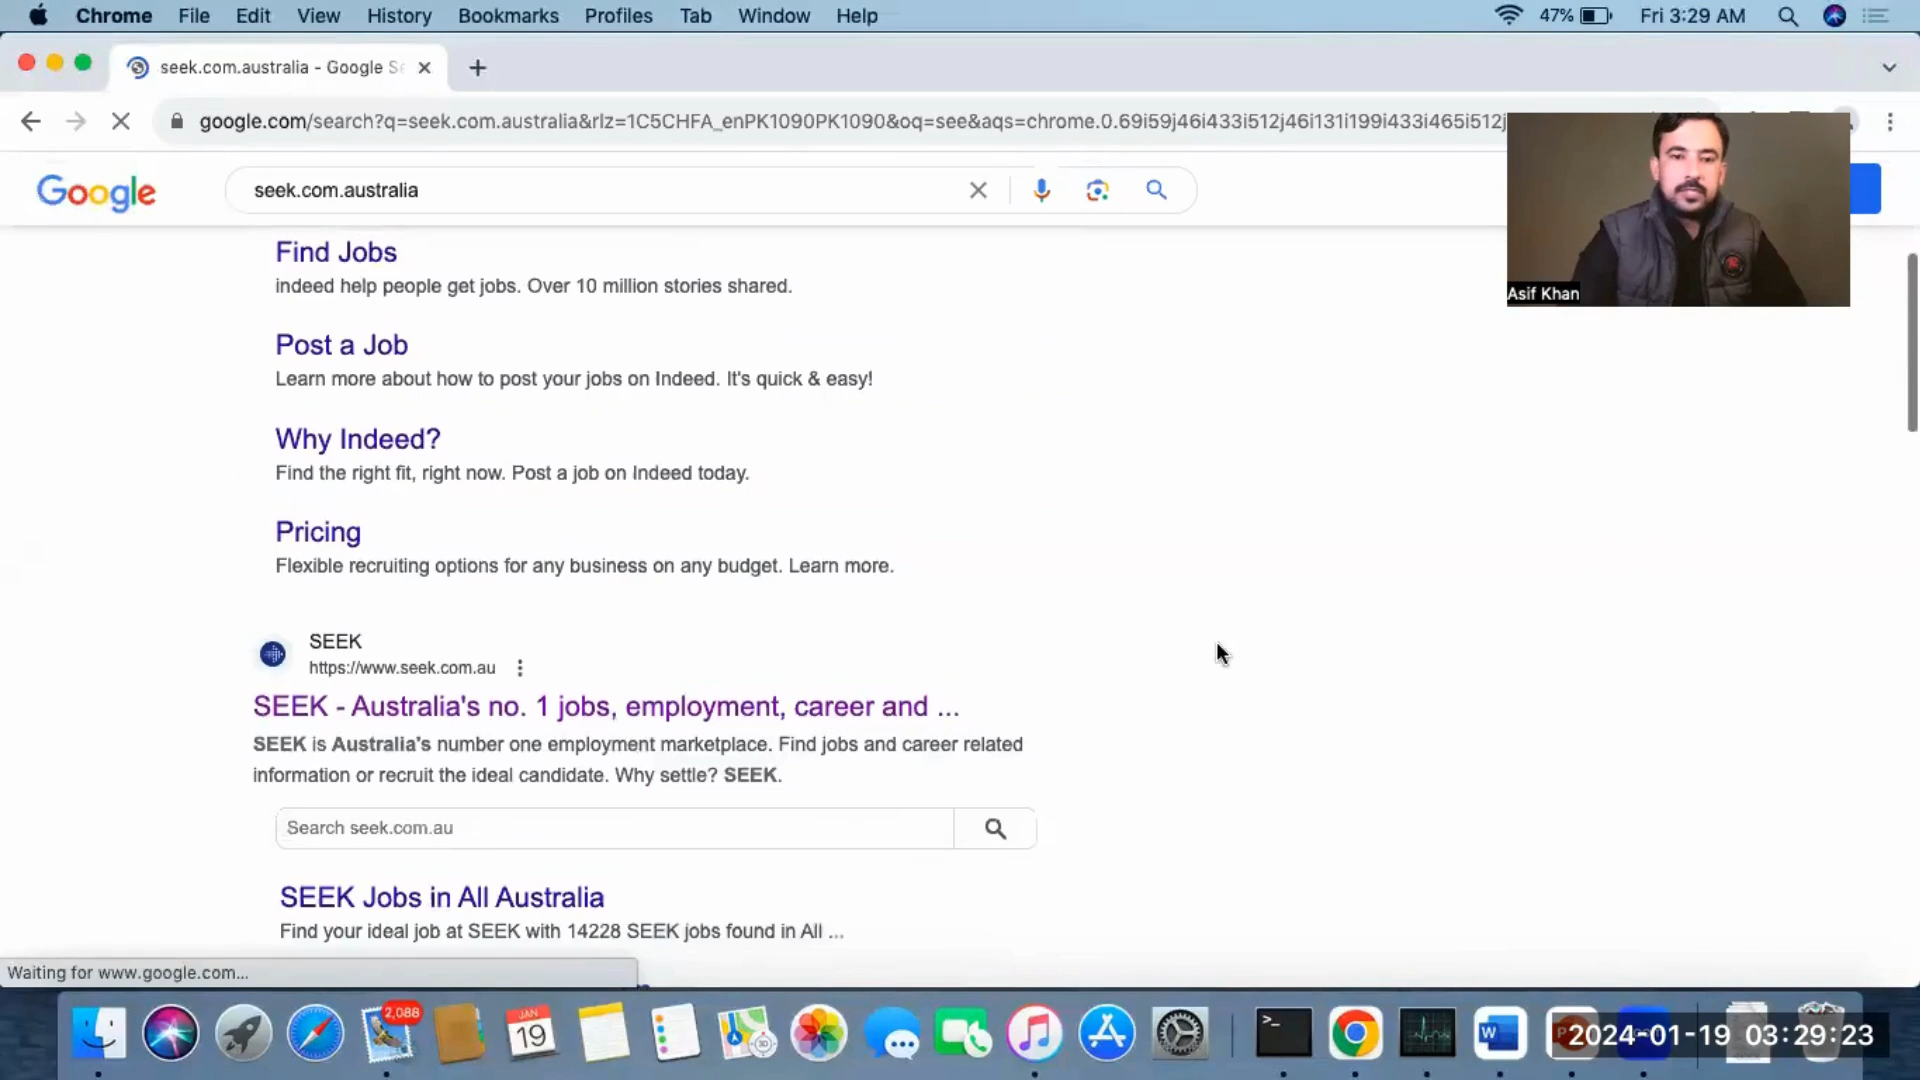 Chrome File Edit View History Bookmarks Profiles Tab Window Help 47% Fri 3:29 AM
seek.com.australia - Google Se
google.com/search?q=seek.com.australia&rlz=1C5CHFA_enPK1090PK1090&oq=see&aqs=chrome.0.69i59j46i433i512j46i131i199i433i465i512j
Google seek.com.australia
Asif Khan
Find Jobs
indeed help people get jobs. Over 10 million stories shared.
Post a Job
Learn more about how to post your jobs on Indeed. It's quick & easy!
Why Indeed?
Find the right fit, right now. Post a job on Indeed today.
Pricing
Flexible recruiting options for any business on any budget. Learn more.
SEEK
https://www.seek.com.au
SEEK - Australia's no. 1 jobs, employment, career and ...
SEEK is Australia's number one employment marketplace. Find jobs and career related
information or recruit the ideal candidate. Why settle? SEEK.
Search seek.com.au
SEEK Jobs in All Australia
Find your ideal job at SEEK with 14228 SEEK jobs found in All ...
Waiting for www.google.com...
2,088
JAN
19
>_
W
2024-01-19 03:29:23